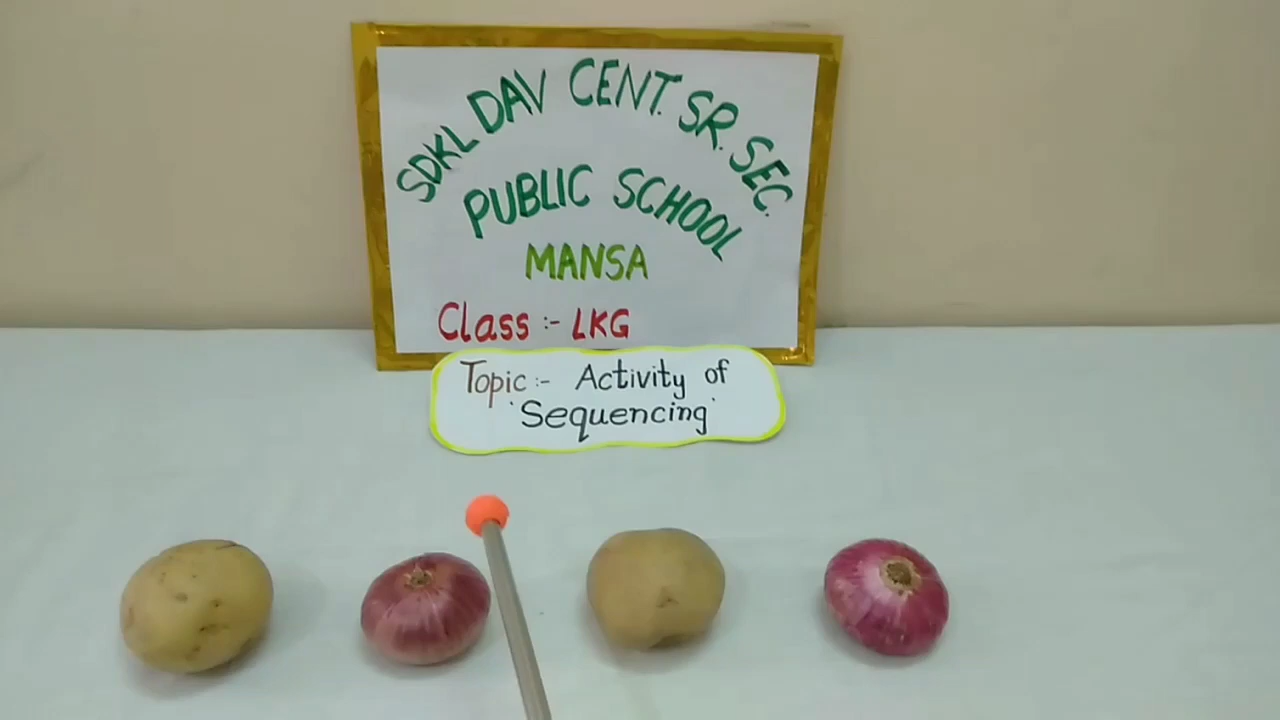 SDKL DAV CENT. SR. SEC.
PUBLIC SCHOOL
MANSA
Class :- LKG
Topic :- Activity of
'Sequencing'